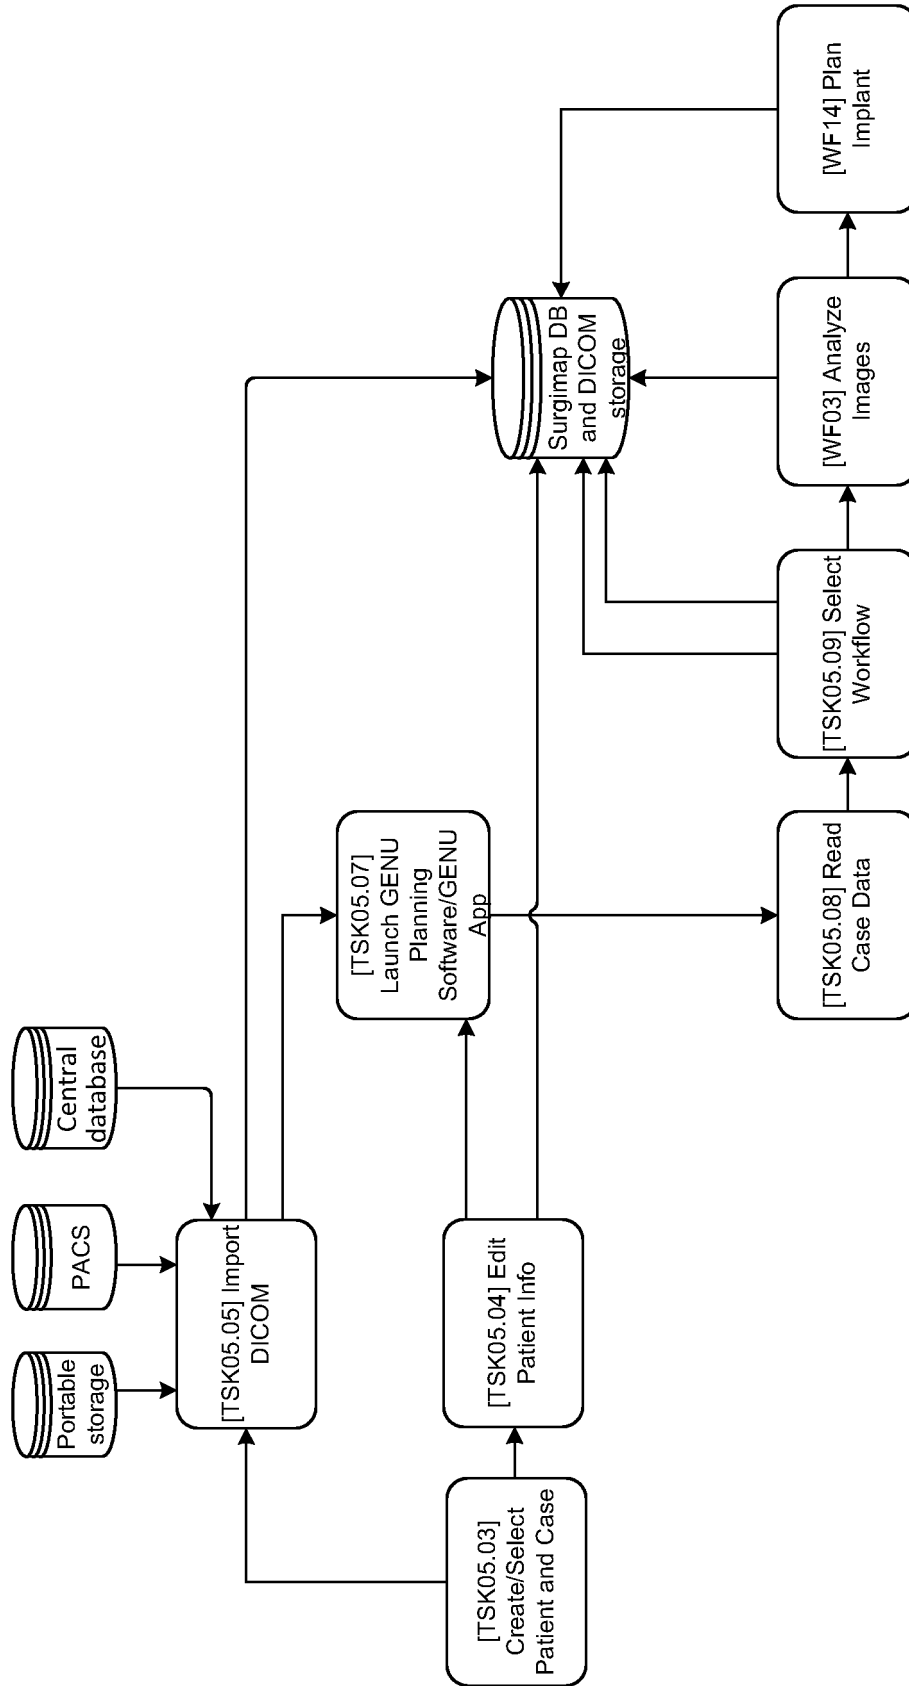 Portable
storage
PACS
Central
database
[TSK05.05] Import
DICOM
[TSK05.03]
Create/Select
Patient and Case
[TSK05.04] Edit
Patient Info
[TSK05.07]
Launch GENU
Planning
Software/GENU
App
Surgimap DB
and DICOM
storage
[TSK05.08] Read
Case Data
[TSK05.09] Select
Workflow
[WF03] Analyze
Images
[WF14] Plan
Implant